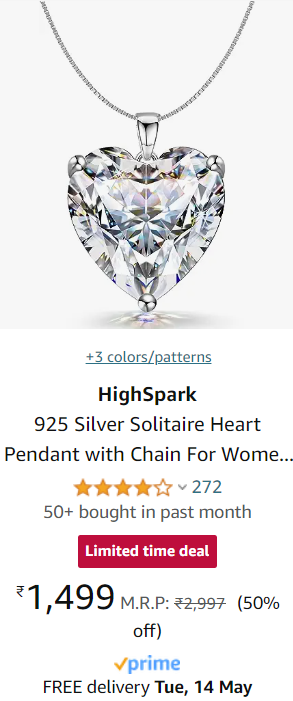 +3 colors/patterns
HighSpark
925 Silver Solitaire Heart
Pendant with Chain For Wome...
272
50+ bought in past month
Limited time deal
₹1,499 M.R.P: ₹2,997 (50%
off)
prime
FREE delivery Tue, 14 May